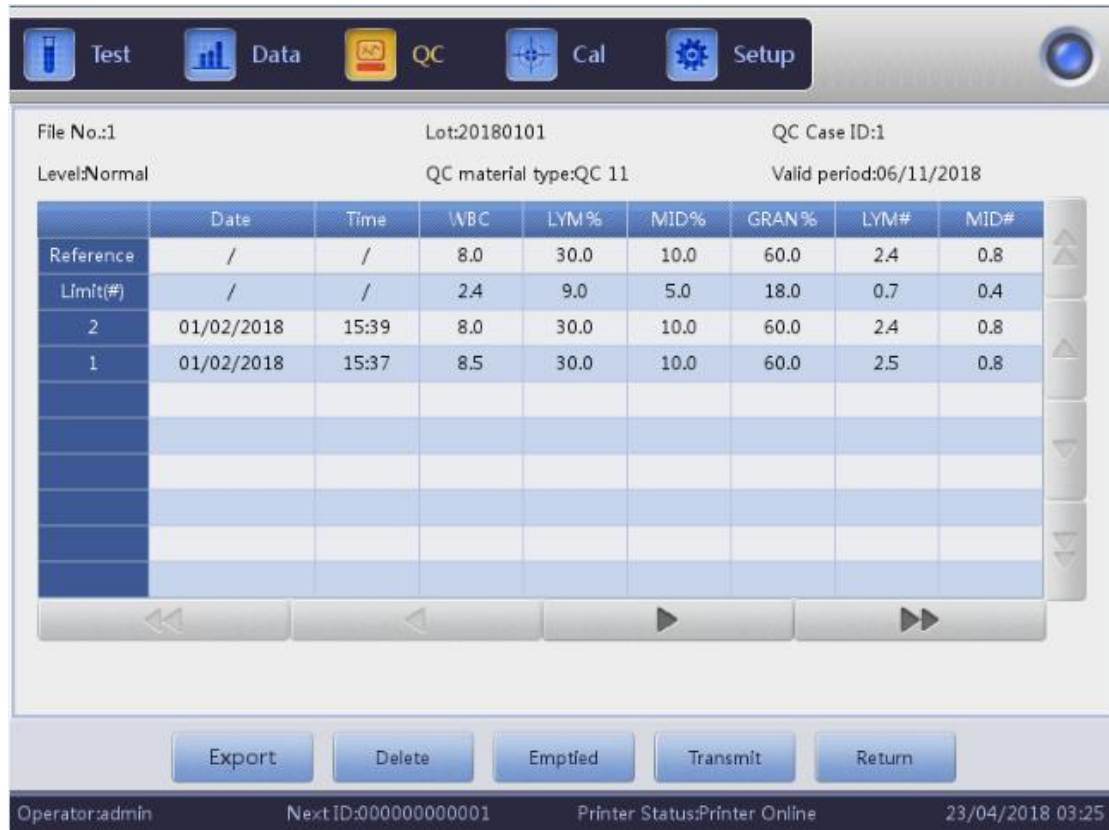 Test Data QC Cal Setup
File No.:1 Lot:20180101 QC Case ID:1
Level:Normal QC material type:QC 11 Valid period:06/11/2018
Date Time WBC LYM% MID% GRAN% LYM# MID#
Reference / / 8.0 30.0 10.0 60.0 2.4 0.8
Limit(#) / / 2.4 9.0 5.0 18.0 0.7 0.4
2 01/02/2018 15:39 8.0 30.0 10.0 60.0 2.4 0.8
1 01/02/2018 15:37 8.5 30.0 10.0 60.0 2.5 0.8
Export Delete Emptied Transmit Return
Operator:admin Next ID:000000000001 Printer Status:Printer Online 23/04/2018 03:25